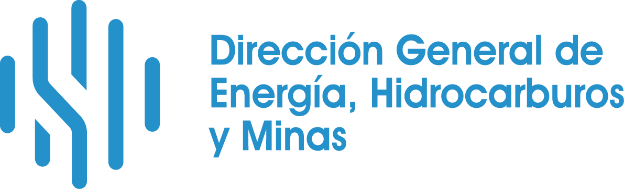 Dirección General de
Energía, Hidrocarburos
y Minas